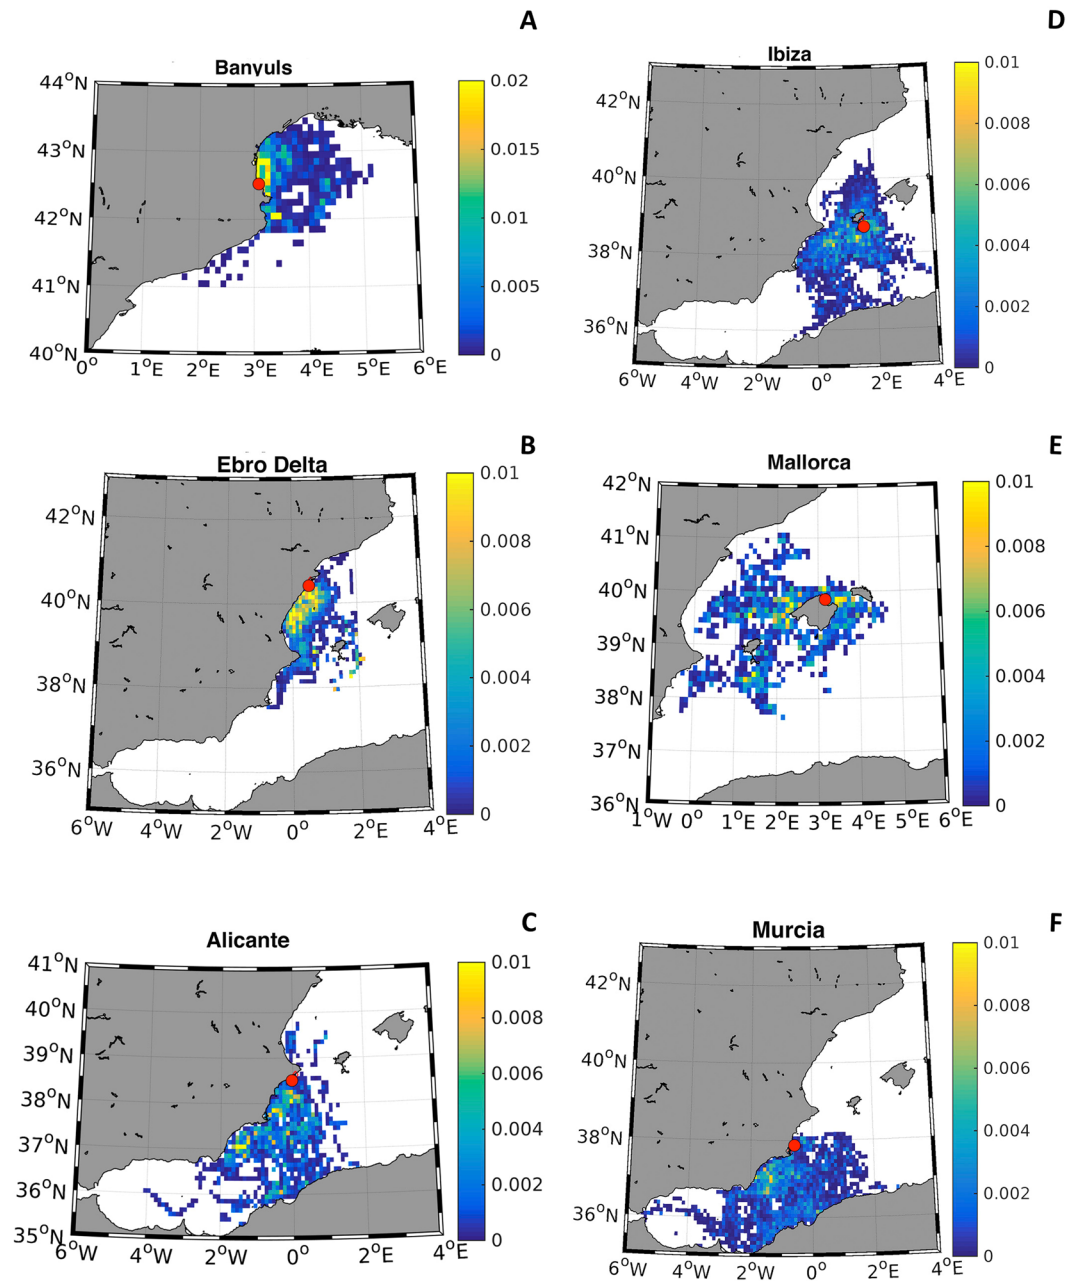 A
Banyuls
44°N
43°N
42°N
41°N
40°N
0° 1°E 2°E 3°E 4°E 5°E 6°E
0.02
0.015
0.01
0.005
0
D
Ibiza
42°N
40°N
38°N
36°N
6°W 4°W 2°W 0° 2°E 4°E
0.01
0.008
0.006
0.004
0.002
0
B
Ebro Delta
42°N
40°N
38°N
36°N
6°W 4°W 2°W 0° 2°E 4°E
0.01
0.008
0.006
0.004
0.002
0
E
Mallorca
42°N
41°N
40°N
39°N
38°N
37°N
36°N
1°W 0° 1°E 2°E 3°E 4°E 5°E 6°E
0.01
0.008
0.006
0.004
0.002
0
C
Alicante
41°N
40°N
39°N
38°N
37°N
36°N
35°N
6°W 4°W 2°W 0° 2°E 4°E
0.01
0.008
0.006
0.004
0.002
0
F
Murcia
42°N
40°N
38°N
36°N
6°W 4°W 2°W 0° 2°E 4°E
0.01
0.008
0.006
0.004
0.002
0